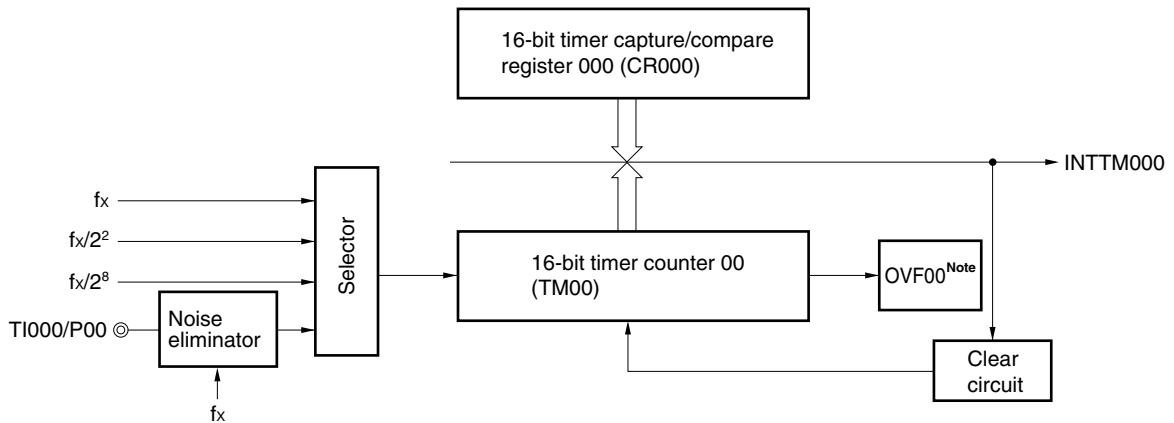 16-bit timer capture/compare
register 000 (CR000)
INTTM000
fX
fX/2²
fX/2⁸
TI000/P00
Noise
eliminator
fX
Selector
16-bit timer counter 00
(TM00)
OVF00Note
Clear
circuit